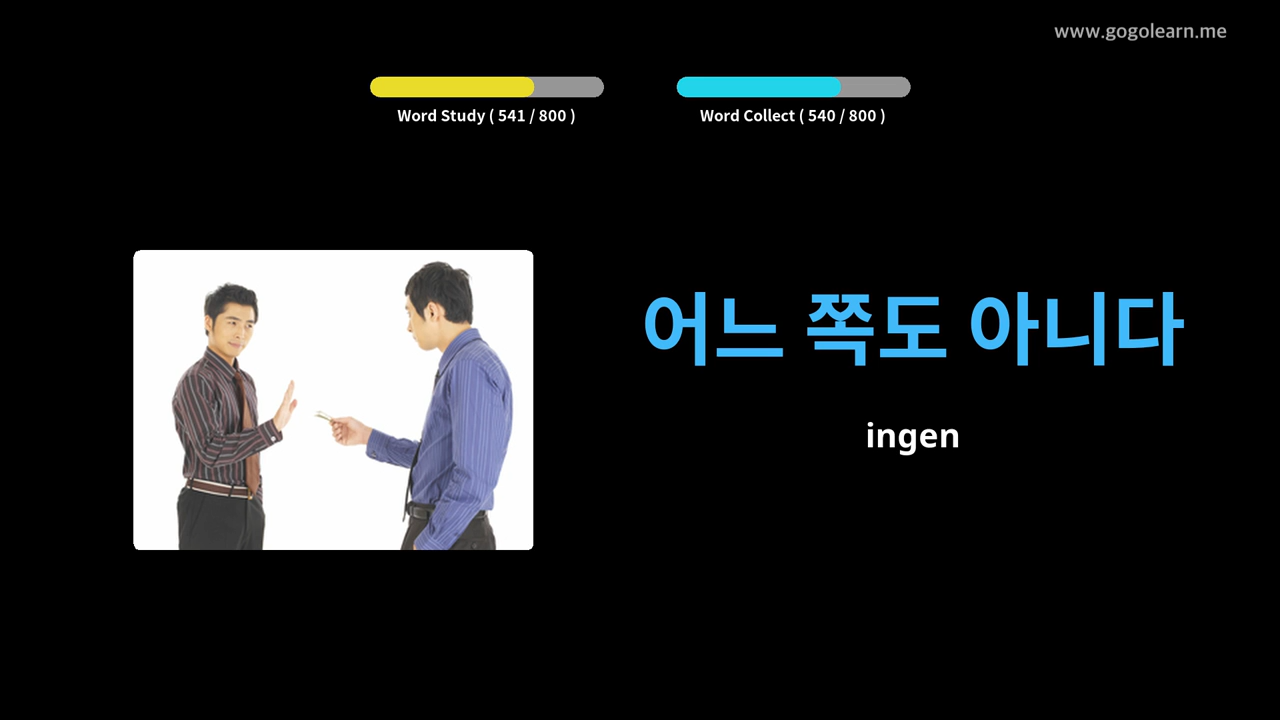 www.gogolearn.me
Word Study ( 541 / 800 )
Word Collect ( 540 / 800 )
어느 쪽도 아니다
ingen